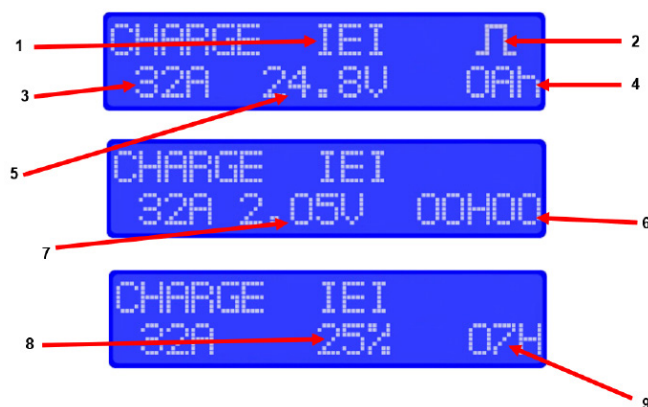 1
CHARGE IEI
2
3
32A 24.8V 0Ah
4
5
CHARGE IEI
32A 2.05V 00H00
6
7
CHARGE IEI
32A 25% 07H
8
9